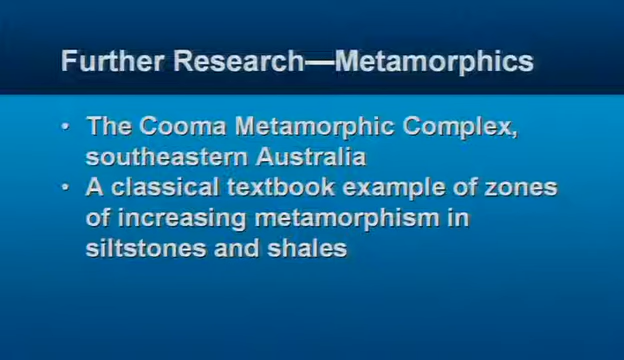 Further Research—Metamorphics
• The Cooma Metamorphic Complex,
southeastern Australia
• A classical textbook example of zones
of increasing metamorphism in
siltstones and shales